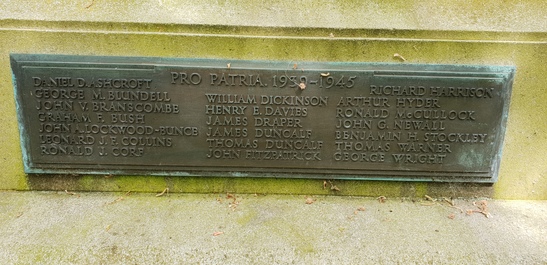 PRO PATRIA. 1939-1945
DANIEL D. ASHCROFT
GEORGE M. BLUNDELL
JOHN V. BRANSCOMBE
GRAHAM F. BUSH
JOHN A. LOCKWOOD-BUNCE
LEONARD J. P. COLLINS
RONALD J. CORF
WILLIAM DICKINSON
HENRY E. DAVIES
JAMES DRAPER
JAMES DUNCALF
THOMAS DUNCALF
JOHN FITZPATRICK
RICHARD HARRISON
ARTHUR HYDER
RONALD McCULLOCK
JOHN G. NEWALL
BENJAMIN E. STOCKLEY
THOMAS WARNER
GEORGE WRIGHT